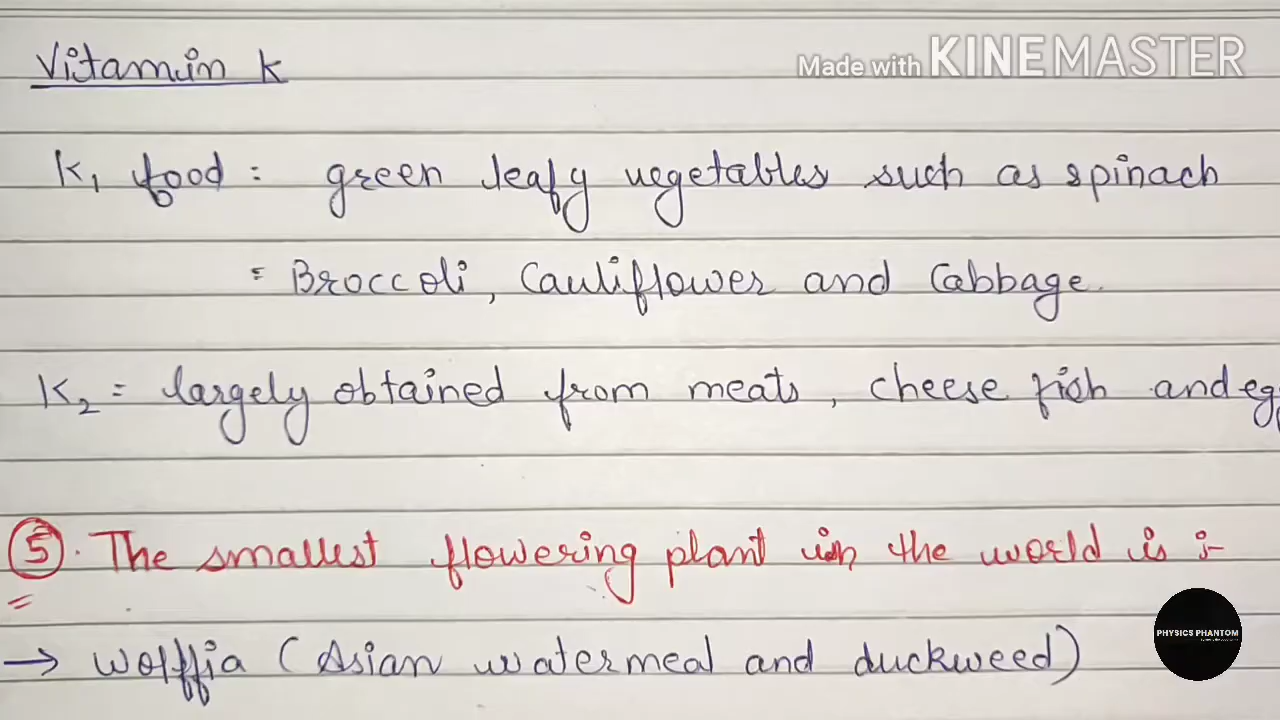 Vitamin K
Made with KINEMASTER
K₁ food : green leafy vegetables such as spinach
= Broccoli, Cauliflower and Cabbage.
K₂ = largely obtained from meats, cheese fish and eg
5. The smallest flowering plant in the world is :-
PHYSICS PHANTOM
→ Wolffia (Asian watermeal and duckweed)